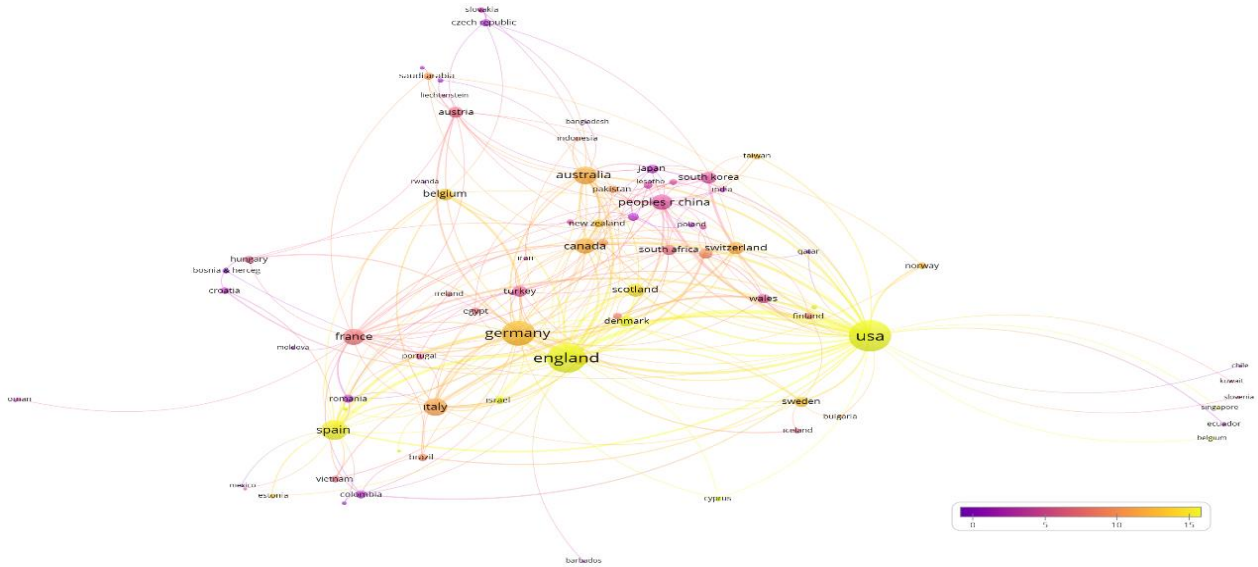 slovakia
czech republic
saudi arabia
liechtenstein
austria
bangladesh
indonesia
taiwan
japan
australia
south korea
lesotho
rwanda
pakistan
india
belgium
peoples r china
new zealand
poland
canada
south africa
switzerland
qatar
iran
hungary
norway
bosnia & herceg
croatia
turkey
scotland
ireland
wales
egypt
finland
denmark
germany
france
usa
moldova
portugal
england
chile
kuwait
oman
romania
israel
italy
sweden
slovenia
singapore
bulgaria
spain
iceland
ecuador
belgium
brazil
vietnam
mexico
estonia
colombia
cyprus
0 5 10 15
barbados